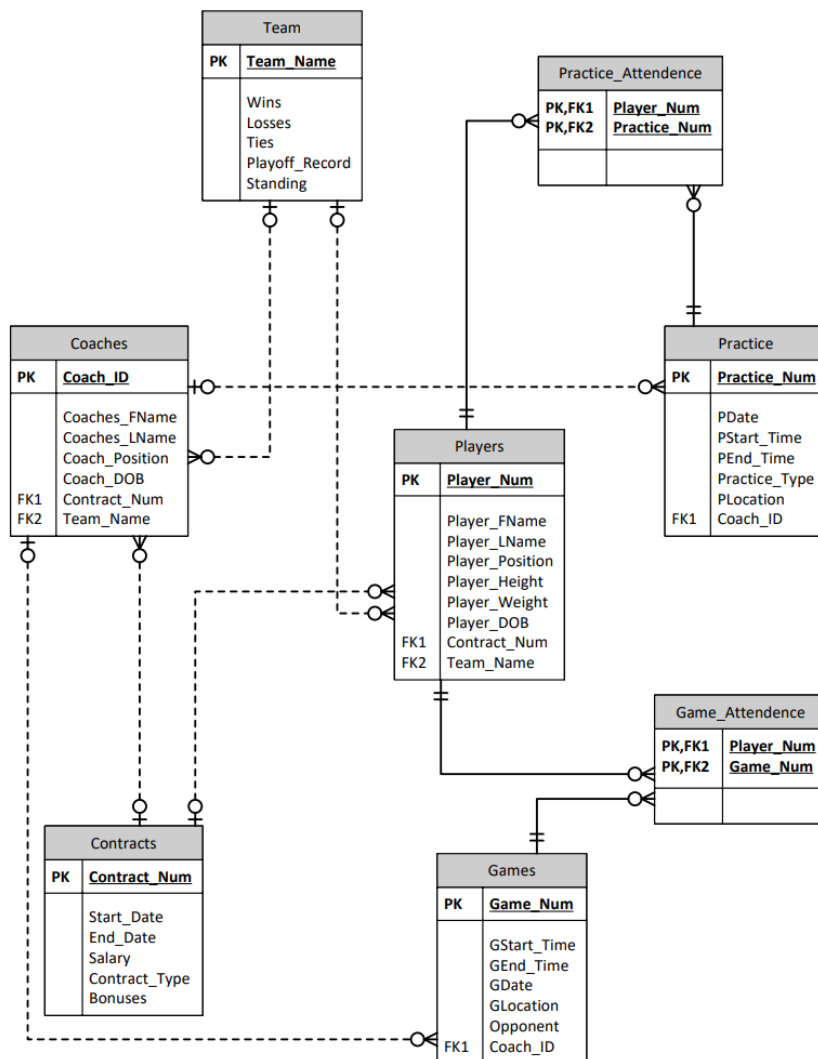 Team
PK Team_Name
Wins
Losses
Ties
Playoff_Record
Standing
Practice_Attendence
PK,FK1 Player_Num
PK,FK2 Practice_Num
Coaches
PK Coach_ID
Coaches_FName
Coaches_LName
Coach_Position
Coach_DOB
FK1 Contract_Num
FK2 Team_Name
Practice
PK Practice_Num
PDate
PStart_Time
PEnd_Time
Practice_Type
PLocation
FK1 Coach_ID
Players
PK Player_Num
Player_FName
Player_LName
Player_Position
Player_Height
Player_Weight
Player_DOB
FK1 Contract_Num
FK2 Team_Name
Game_Attendence
PK,FK1 Player_Num
PK,FK2 Game_Num
Contracts
PK Contract_Num
Start_Date
End_Date
Salary
Contract_Type
Bonuses
Games
PK Game_Num
GStart_Time
GEnd_Time
GDate
GLocation
Opponent
FK1 Coach_ID